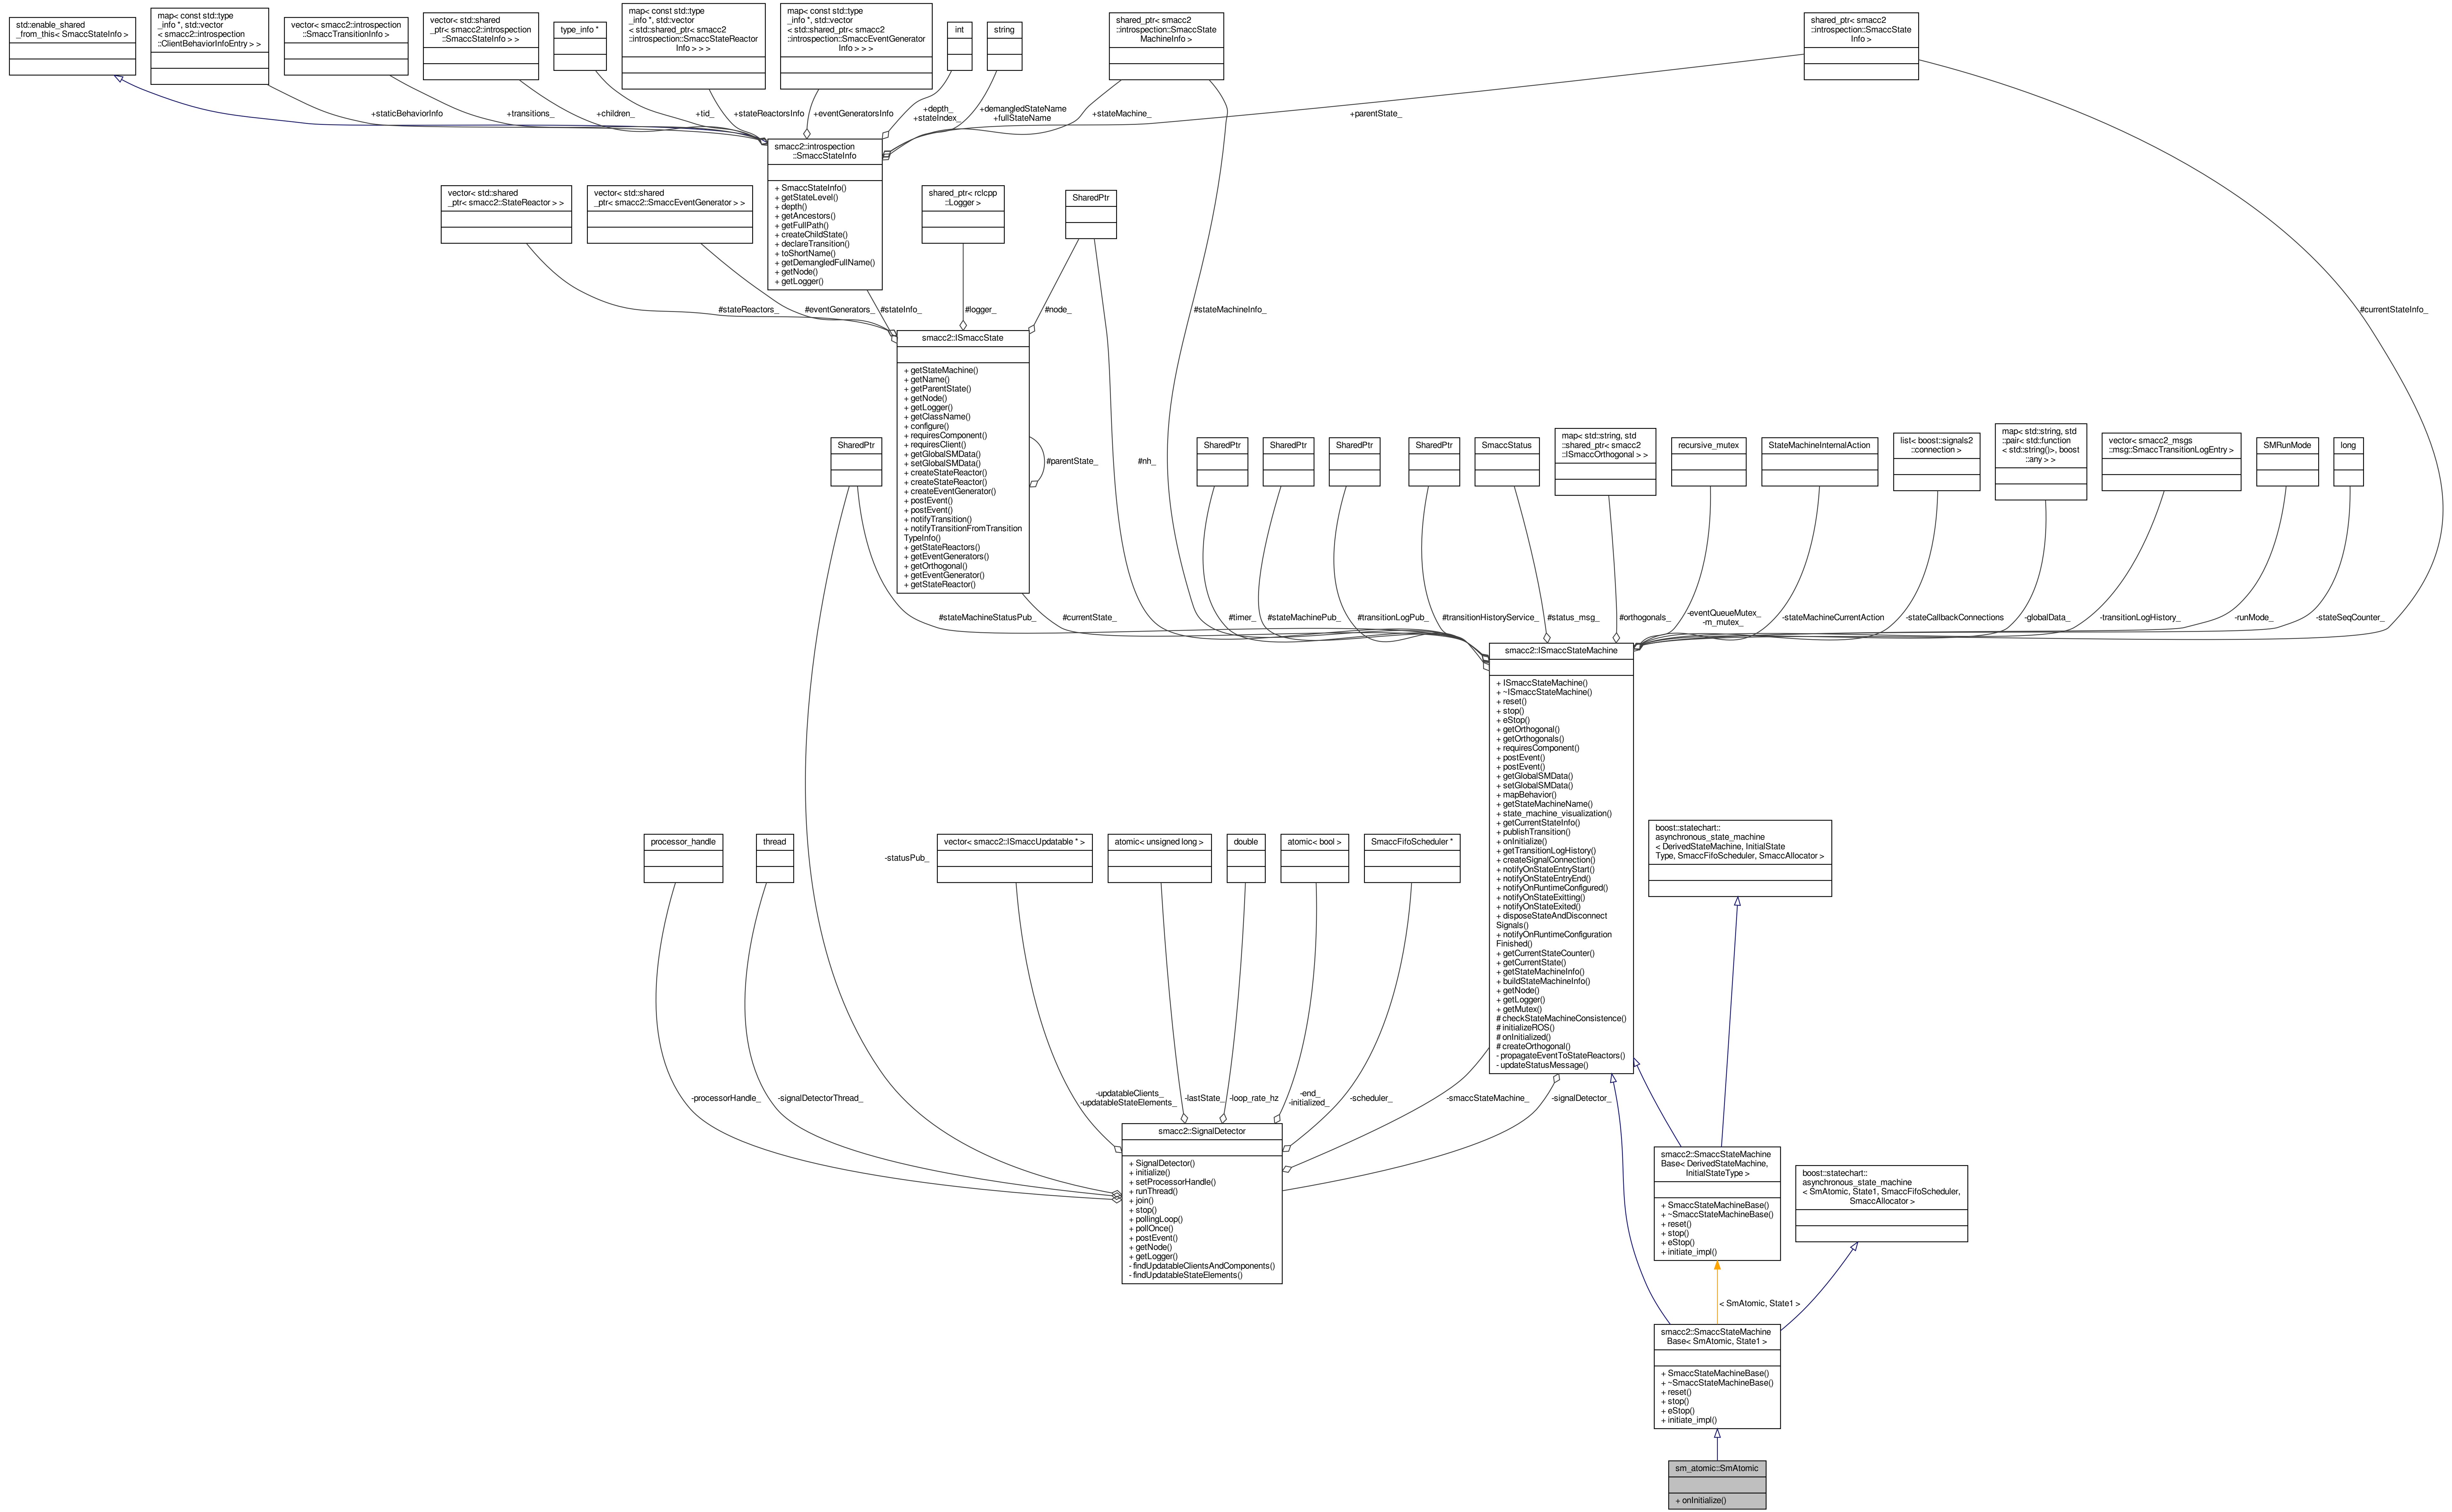 std::enable_shared
_from_this< SmaccStateInfo >
map< const std::type
_info *, std::vector
< smacc2::introspection
::ClientBehaviorInfoEntry > >
vector< smacc2::introspection
::SmaccTransitionInfo >
vector< std::shared
_ptr< smacc2::introspection
::SmaccStateInfo > >
type_info *
map< const std::type
_info *, std::vector
< std::shared_ptr< smacc2
::introspection::SmaccStateReactor
Info > > >
map< const std::type
_info *, std::vector
< std::shared_ptr< smacc2
::introspection::SmaccEventGenerator
Info > > >
int
string
shared_ptr< smacc2
::introspection::SmaccState
MachineInfo >
shared_ptr< smacc2
::introspection::SmaccState
Info >
+staticBehaviorInfo
+transitions_
+children_
+tid_
+stateReactorsInfo
+eventGeneratorsInfo
+depth_
+stateIndex_
+demangledStateName
+fullStateName
+stateMachine_
+parentState_
smacc2::introspection
::SmaccStateInfo
+ SmaccStateInfo()
+ getStateLevel()
+ depth()
+ getAncestors()
+ getFullPath()
+ createChildState()
+ declareTransition()
+ toShortName()
+ getDemangledFullName()
+ getNode()
+ getLogger()
vector< std::shared
_ptr< smacc2::StateReactor > >
vector< std::shared
_ptr< smacc2::SmaccEventGenerator > >
shared_ptr< rclcpp
::Logger >
SharedPtr
#stateReactors_
#eventGenerators_
#stateInfo_
#logger_
#node_
#stateMachineInfo_
#currentStateInfo_
smacc2::ISmaccState
+ getStateMachine()
+ getName()
+ getParentState()
+ getNode()
+ getLogger()
+ getClassName()
+ configure()
+ requiresComponent()
+ requiresClient()
+ getGlobalSMData()
+ setGlobalSMData()
+ createStateReactor()
+ createStateReactor()
+ createEventGenerator()
+ postEvent()
+ postEvent()
+ notifyTransition()
+ notifyTransitionFromTransition
TypeInfo()
+ getStateReactors()
+ getEventGenerators()
+ getOrthogonal()
+ getEventGenerator()
+ getStateReactor()
#parentState_
#nh_
SharedPtr
SharedPtr
SharedPtr
SharedPtr
SharedPtr
SmaccStatus
map< std::string, std
::shared_ptr< smacc2
::ISmaccOrthogonal > >
recursive_mutex
StateMachineInternalAction
list< boost::signals2
::connection >
map< std::string, std
::pair< std::function
< std::string()>, boost
::any > >
vector< smacc2_msgs
::msg::SmaccTransitionLogEntry >
SMRunMode
long
#stateMachineStatusPub_
#currentState_
#timer_
#stateMachinePub_
#transitionLogPub_
#transitionHistoryService_
#status_msg_
#orthogonals_
-eventQueueMutex_
-m_mutex_
-stateMachineCurrentAction
-stateCallbackConnections
-globalData_
-transitionLogHistory_
-runMode_
-stateSeqCounter_
smacc2::ISmaccStateMachine
+ ISmaccStateMachine()
+ ~ISmaccStateMachine()
+ reset()
+ stop()
+ eStop()
+ getOrthogonal()
+ getOrthogonals()
+ requiresComponent()
+ postEvent()
+ postEvent()
+ getGlobalSMData()
+ setGlobalSMData()
+ mapBehavior()
+ getStateMachineName()
+ state_machine_visualization()
+ getCurrentStateInfo()
+ publishTransition()
+ onInitialize()
+ getTransitionLogHistory()
+ createSignalConnection()
+ notifyOnStateEntryStart()
+ notifyOnStateEntryEnd()
+ notifyOnRuntimeConfigured()
+ notifyOnStateExitting()
+ notifyOnStateExited()
+ disposeStateAndDisconnect
Signals()
+ notifyOnRuntimeConfiguration
Finished()
+ getCurrentStateCounter()
+ getCurrentState()
+ getStateMachineInfo()
+ buildStateMachineInfo()
+ getNode()
+ getLogger()
+ getMutex()
# checkStateMachineConsistence()
# initializeROS()
# onInitialized()
# createOrthogonal()
- propagateEventToStateReactors()
- updateStatusMessage()
processor_handle
thread
-statusPub_
vector< smacc2::ISmaccUpdatable * >
atomic< unsigned long >
double
atomic< bool >
SmaccFifoScheduler *
boost::statechart::
asynchronous_state_machine
< DerivedStateMachine, InitialState
Type, SmaccFifoScheduler, SmaccAllocator >
-processorHandle_
-signalDetectorThread_
-updatableClients_
-updatableStateElements_
-lastState_
-loop_rate_hz
-end_
-initialized_
-scheduler_
-smaccStateMachine_
-signalDetector_
smacc2::SignalDetector
+ SignalDetector()
+ initialize()
+ setProcessorHandle()
+ runThread()
+ join()
+ stop()
+ pollingLoop()
+ pollOnce()
+ postEvent()
+ getNode()
+ getLogger()
- findUpdatableClientsAndComponents()
- findUpdatableStateElements()
smacc2::SmaccStateMachine
Base< DerivedStateMachine,
InitialStateType >
+ SmaccStateMachineBase()
+ ~SmaccStateMachineBase()
+ reset()
+ stop()
+ eStop()
+ initiate_impl()
boost::statechart::
asynchronous_state_machine
< SmAtomic, State1, SmaccFifoScheduler,
SmaccAllocator >
< SmAtomic, State1 >
smacc2::SmaccStateMachine
Base< SmAtomic, State1 >
+ SmaccStateMachineBase()
+ ~SmaccStateMachineBase()
+ reset()
+ stop()
+ eStop()
+ initiate_impl()
sm_atomic::SmAtomic
+ onInitialize()